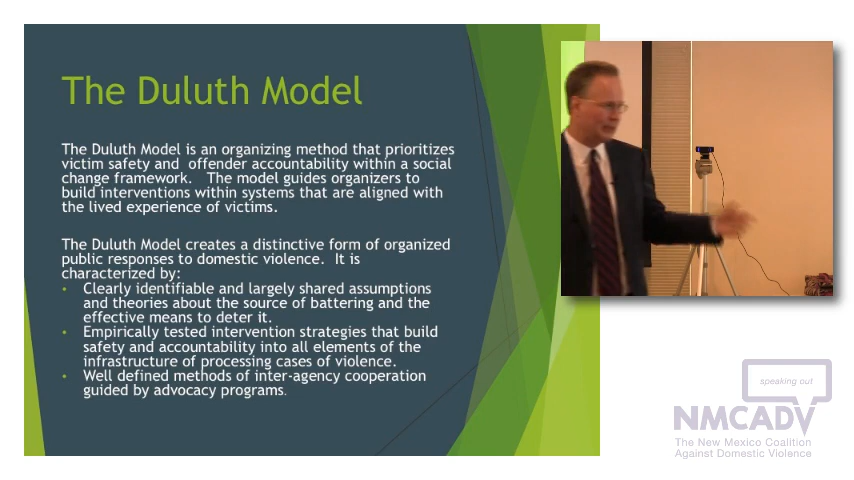 The Duluth Model
The Duluth Model is an organizing method that prioritizes
victim safety and offender accountability within a social
change framework. The model guides organizers to
build interventions within systems that are aligned with
the lived experience of victims.
The Duluth Model creates a distinctive form of organized
public responses to domestic violence. It is
characterized by:
• Clearly identifiable and largely shared assumptions
and theories about the source of battering and the
effective means to deter it.
• Empirically tested intervention strategies that build
safety and accountability into all elements of the
infrastructure of processing cases of violence.
• Well defined methods of inter-agency cooperation
guided by advocacy programs.
speaking out
NMCADV
The New Mexico Coalition
Against Domestic Violence